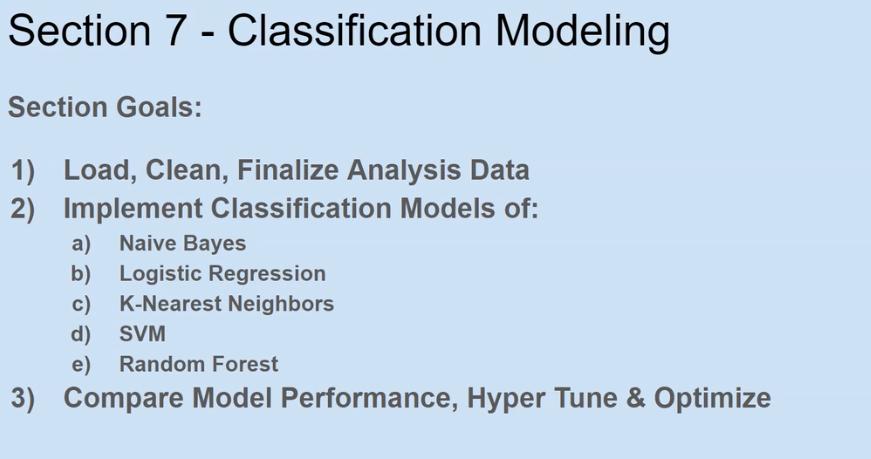 Section 7 - Classification Modeling
Section Goals:
1) Load, Clean, Finalize Analysis Data
2) Implement Classification Models of:
a) Naive Bayes
b) Logistic Regression
c) K-Nearest Neighbors
d) SVM
e) Random Forest
3) Compare Model Performance, Hyper Tune & Optimize